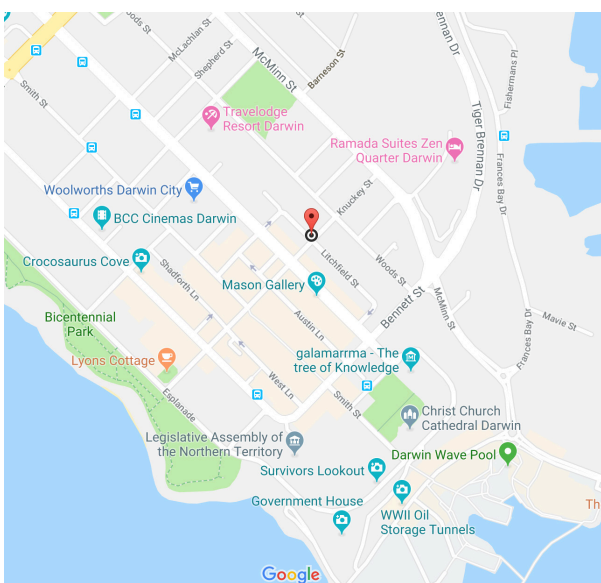 ennan Dr
oods St
McLachlan St
Shepherd St
McMinn St
Barneson St
Fishermans Pl
Smith St
Tiger Brennan Dr
Travelodge
Resort Darwin
Ramada Suites Zen
Quarter Darwin
Frances Bay Dr
Woolworths Darwin City
Knuckey St
BCC Cinemas Darwin
Crocosaurus Cove
Shadforth Ln
Litchfield St
Woods St
Mason Gallery
Bennett St
McMinn St
Mavie St
Bicentennial
Park
Austin Ln
Frances Bay Dr
Lyons Cottage
galamarrma - The
tree of Knowledge
West Ln
Smith St
Esplanade
Christ Church
Cathedral Darwin
Legislative Assembly of
the Northern Territory
Darwin Wave Pool
Survivors Lookout
Government House
Th
WWII Oil
Storage Tunnels
Google